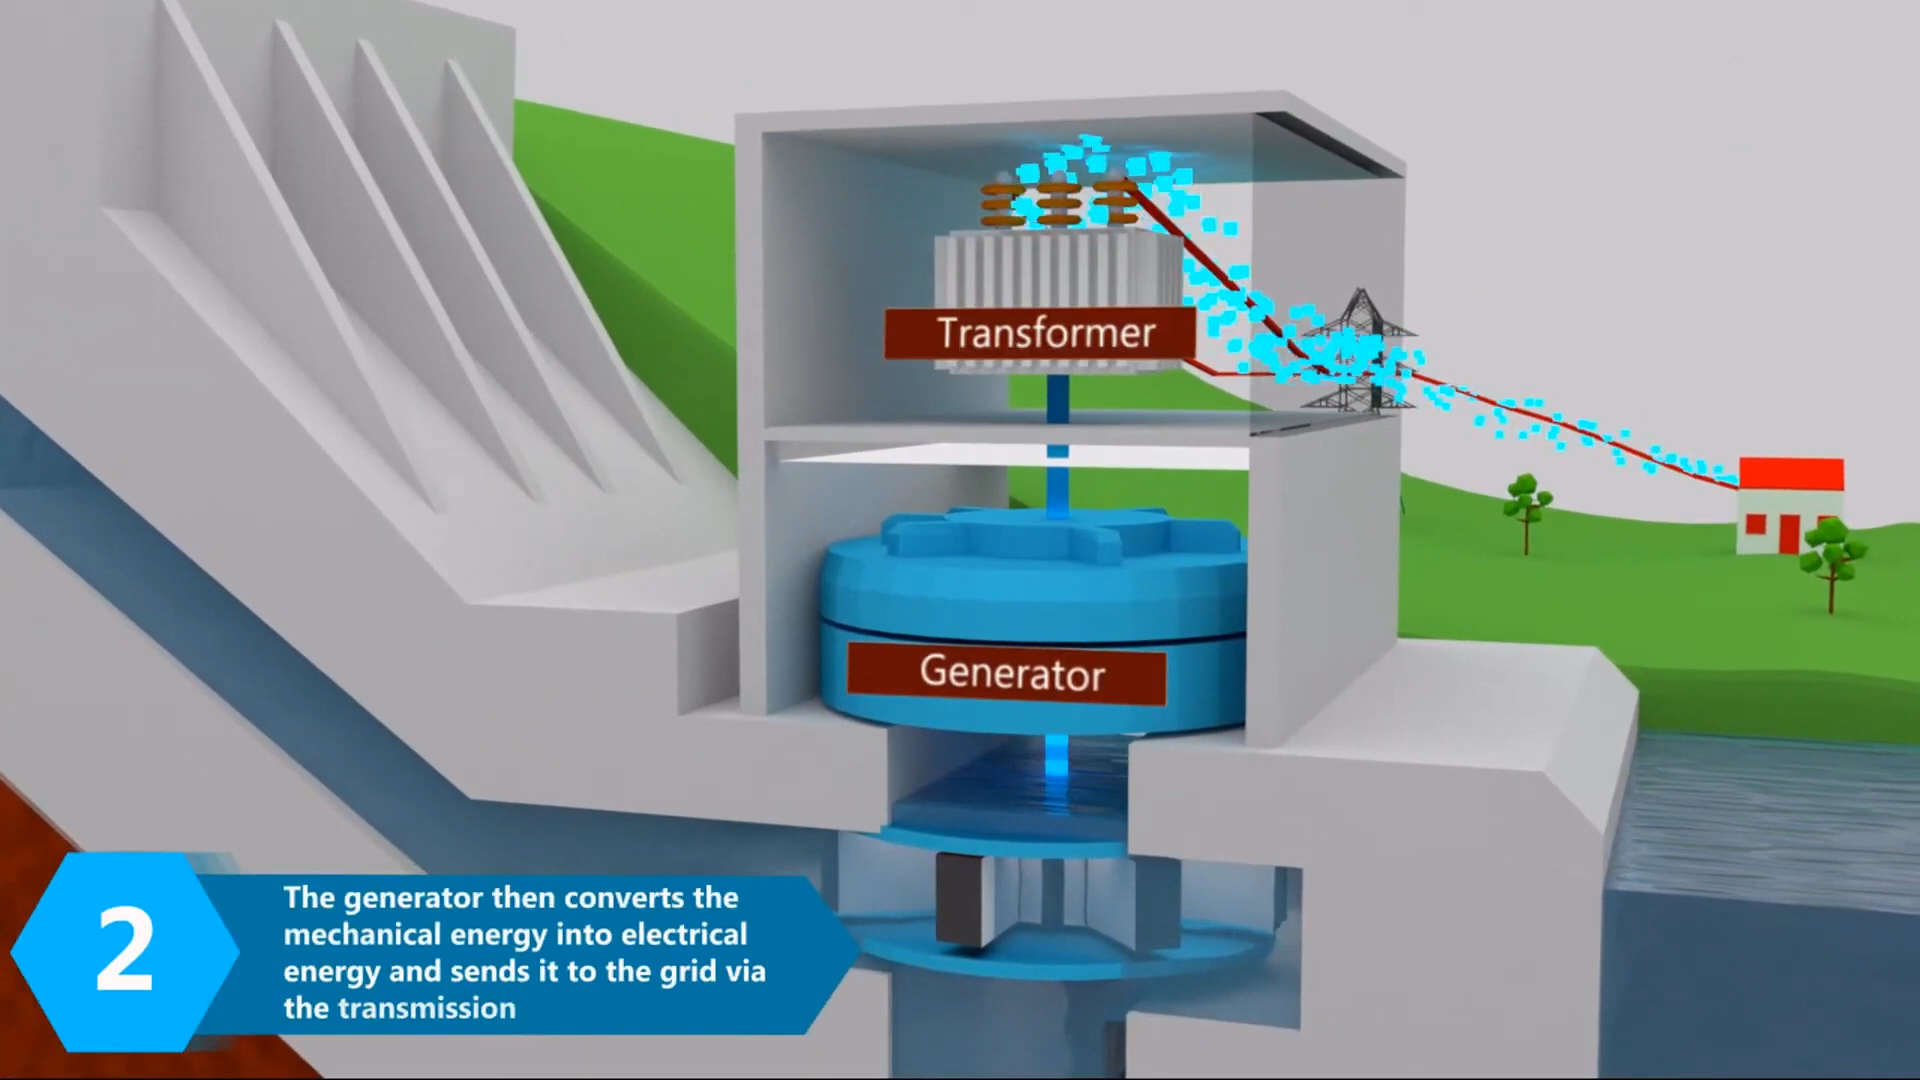 Transformer
Generator
2
The generator then converts the
mechanical energy into electrical
energy and sends it to the grid via
the transmission